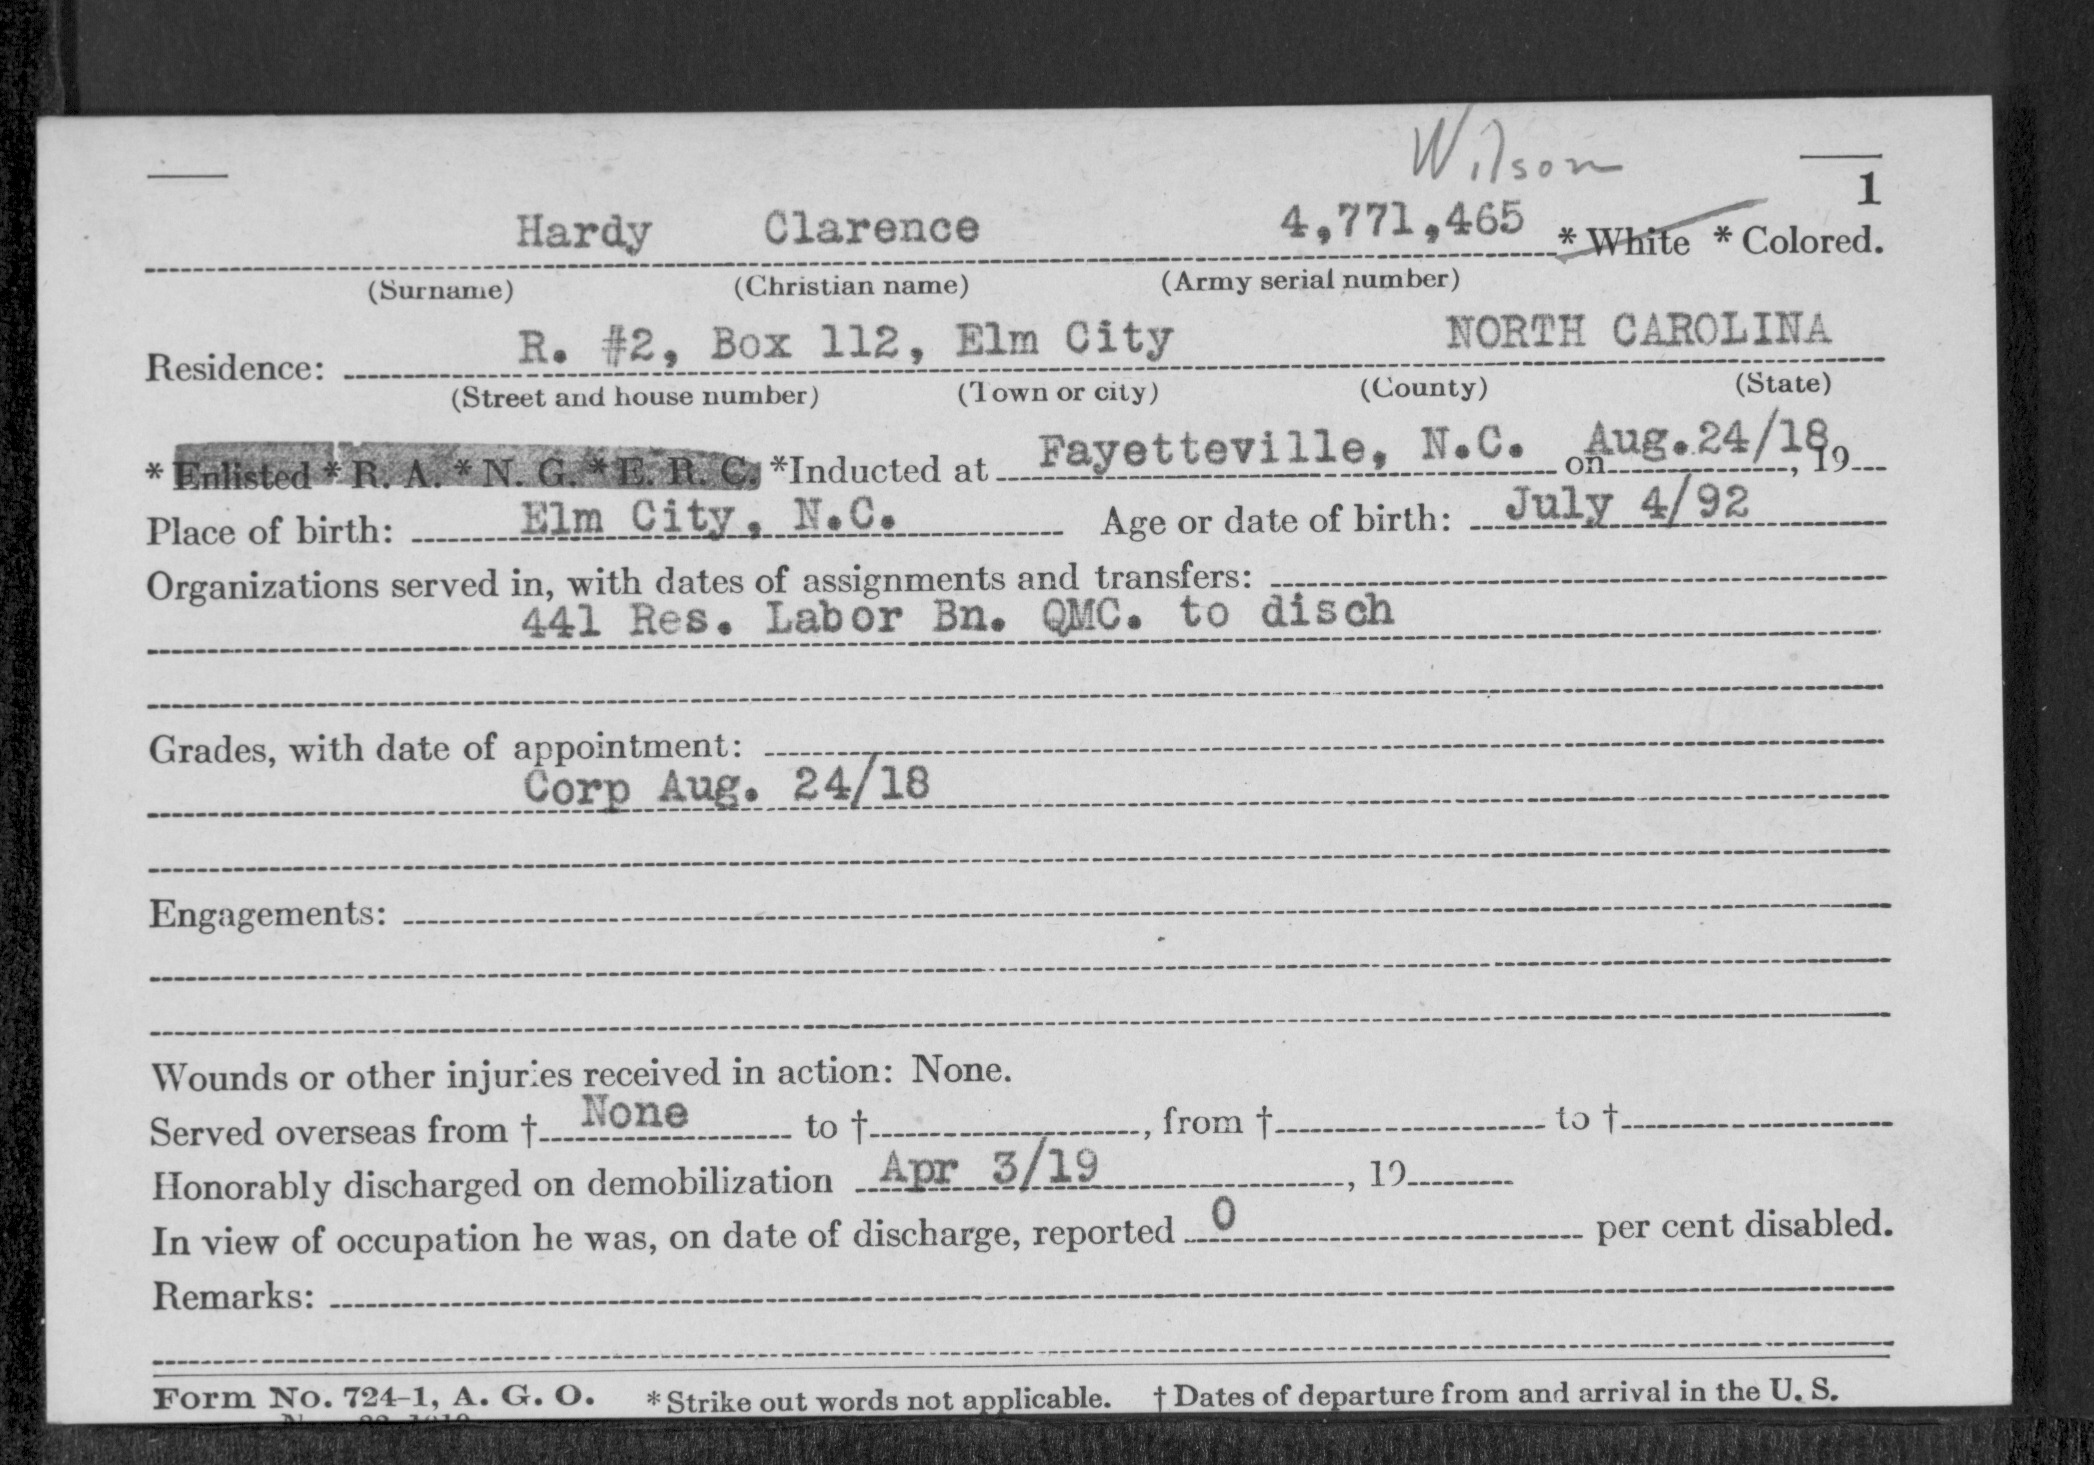 Wilson
1
Hardy Clarence 4,771,465 * White * Colored.
(Surname) (Christian name) (Army serial number)
Residence: R. #2, Box 112, Elm City NORTH CAROLINA
(Street and house number) (Town or city) (County) (State)
* Enlisted * R. A. * N. G. * E. R. C. *Inducted at Fayetteville, N.C. on Aug.24/18, 19
Place of birth: Elm City, N.C. Age or date of birth: July 4/92
Organizations served in, with dates of assignments and transfers:
441 Res. Labor Bn. QMC. to disch
Grades, with date of appointment:
Corp Aug. 24/18
Engagements:
Wounds or other injuries received in action: None.
Served overseas from † None to †, from † to †
Honorably discharged on demobilization Apr 3/19, 19
In view of occupation he was, on date of discharge, reported 0 per cent disabled.
Remarks:
Form No. 724-1, A. G. O. * Strike out words not applicable. † Dates of departure from and arrival in the U. S.